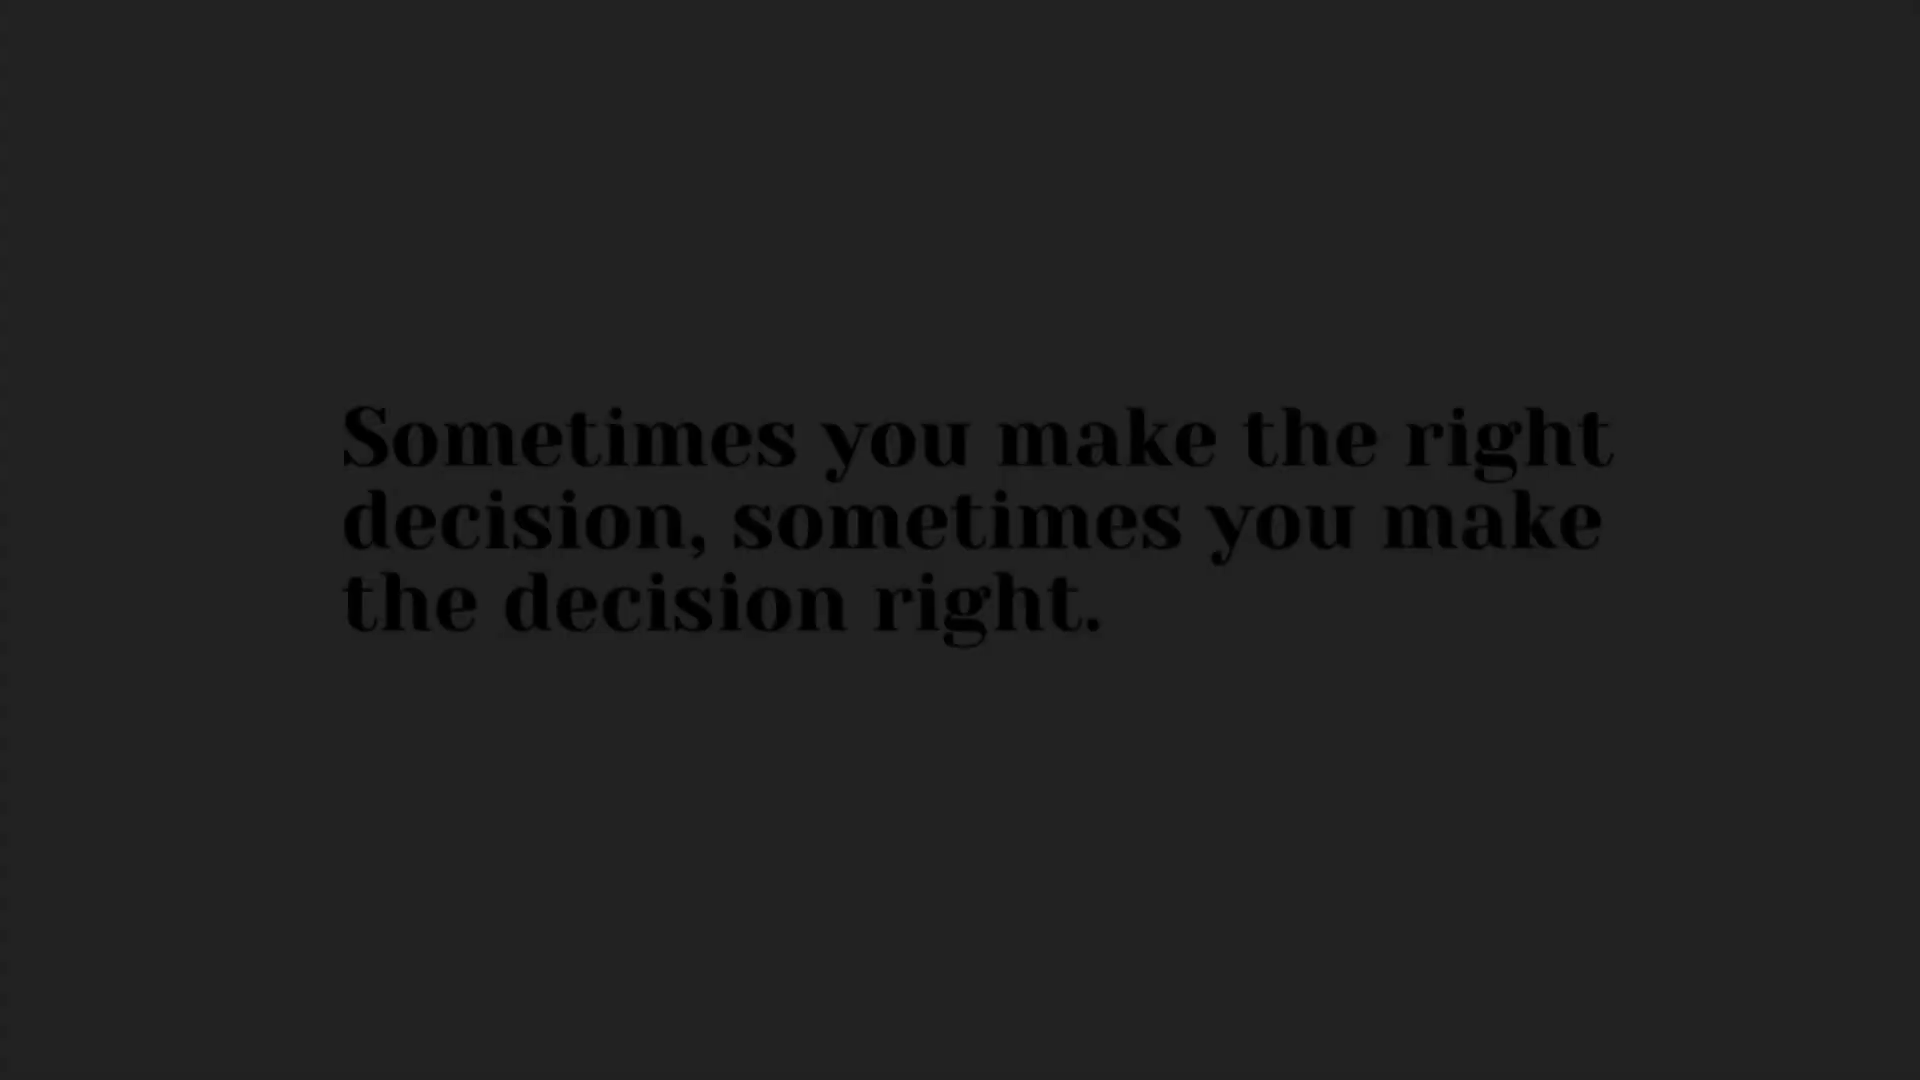 Sometimes you make the right
decision, sometimes you make
the decision right.